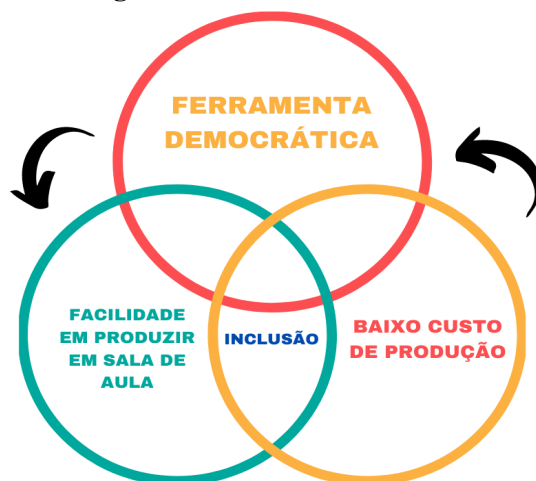 FERRAMENTA
DEMOCRÁTICA
FACILIDADE
EM PRODUZIR
EM SALA DE
AULA
INCLUSÃO
BAIXO CUSTO
DE PRODUÇÃO